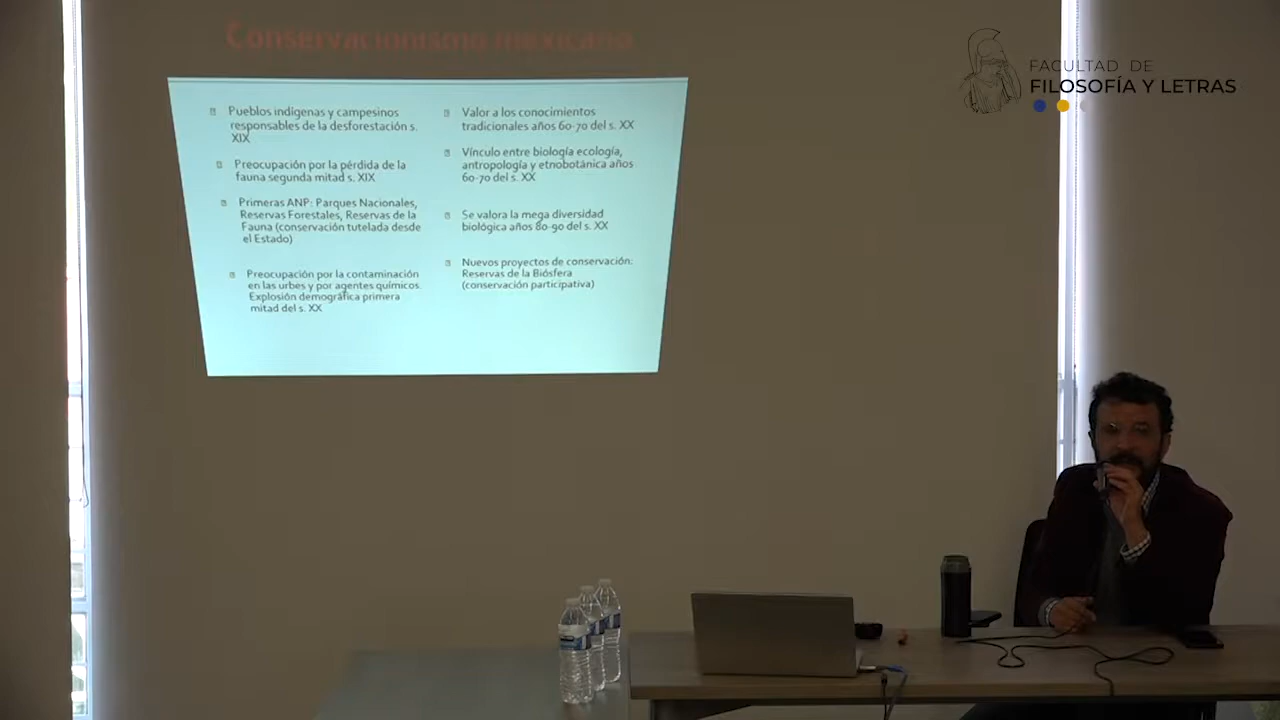 Conservacionismo mexicano
Pueblos indígenas y campesinos
responsables de la desforestación s.
XIX
Preocupación por la pérdida de la
fauna segunda mitad s. XIX
Primeras ANP: Parques Nacionales,
Reservas Forestales, Reservas de la
Fauna (conservación tutelada desde
el Estado)
Preocupación por la contaminación
en las urbes y por agentes químicos.
Explosión demográfica primera
mitad del s. XX
Valor a los conocimientos
tradicionales años 60-70 del s. XX
Vínculo entre biología ecología,
antropología y etnobotánica años
60-70 del s. XX
Se valora la mega diversidad
biológica años 80-90 del s. XX
Nuevos proyectos de conservación:
Reservas de la Biósfera
(conservación participativa)
FACULTAD DE
FILOSOFÍA Y LETRAS